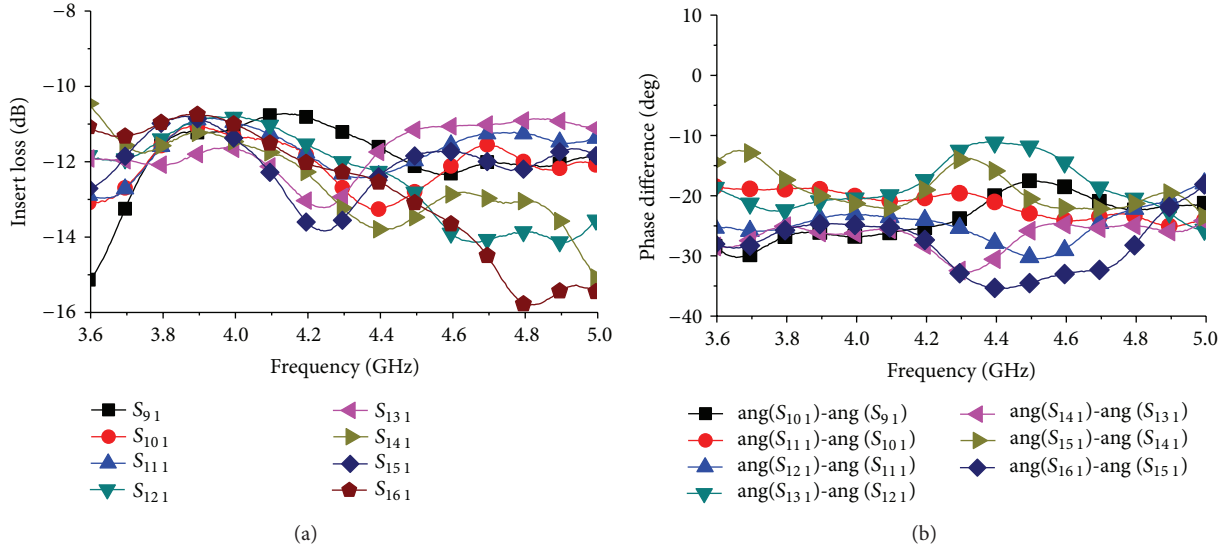 −8
−10
−12
−14
−16
Insert loss (dB)
3.6 3.8 4.0 4.2 4.4 4.6 4.8 5.0
Frequency (GHz)
S9 1
S10 1
S11 1
S12 1
S13 1
S14 1
S15 1
S16 1
(a)
10
0
−10
−20
−30
−40
Phase difference (deg)
3.6 3.8 4.0 4.2 4.4 4.6 4.8 5.0
Frequency (GHz)
ang(S10 1)-ang (S9 1)
ang(S11 1)-ang (S10 1)
ang(S12 1)-ang (S11 1)
ang(S13 1)-ang (S12 1)
ang(S14 1)-ang (S13 1)
ang(S15 1)-ang (S14 1)
ang(S16 1)-ang (S15 1)
(b)